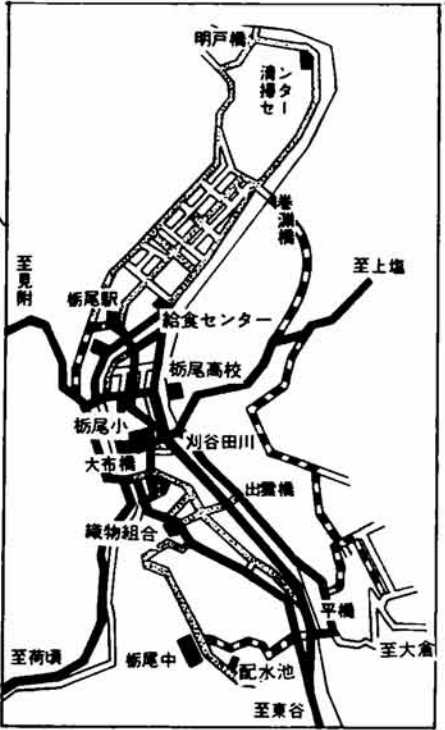 明戸橋
清掃センター
巻渕橋
至見附
至上塩
栃尾駅
給食センター
栃尾高校
栃尾小
刈谷田川
大布橋
出雲橋
織物組合
平橋
至荷頃
栃尾中
配水池
至大倉
至東谷